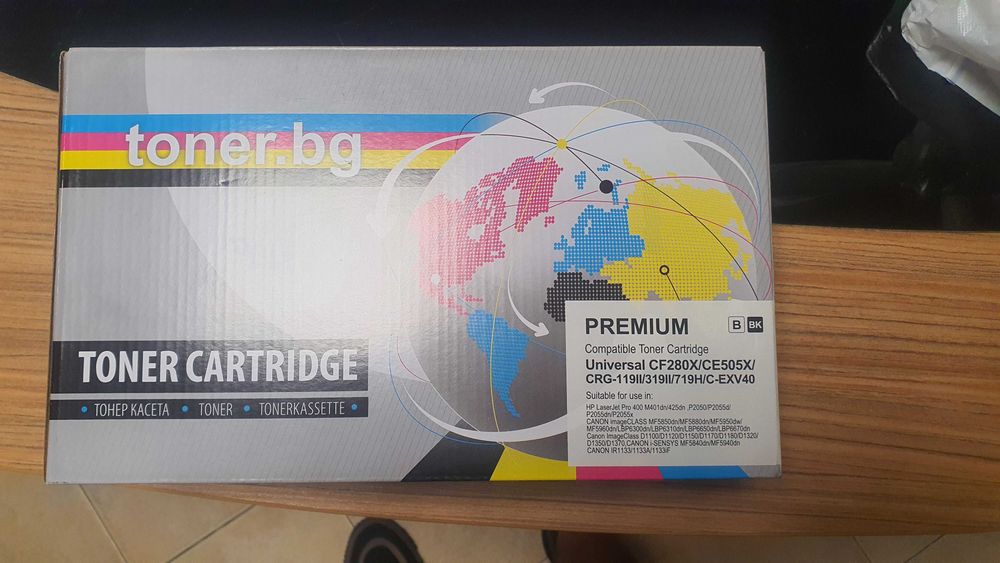 toner.bg
TONER CARTRIDGE
• ТОНЕР КАСЕТА • TONER • TONERKASSETTE •
PREMIUM B BK
Compatible Toner Cartridge
Universal CF280X/CE505X/
CRG-119II/319II/719H/C-EXV40
Suitable for use in:
HP LaserJet Pro 400 M401dn/425dn ,P2050/P2055d/
P2055dn/P2055x
CANON imageCLASS MF5850dn/MF5880dn/MF5950dw/
MF5960dn/LBP6300dn/LBP6310dn/LBP6650dn/LBP6670dn
Canon ImageClass D1100/D1120/D1150/D1170/D1180/D1320/
D1350/D1370,CANON i-SENSYS MF5840dn/MF5940dn
CANON IR1133/1133A/1133iF